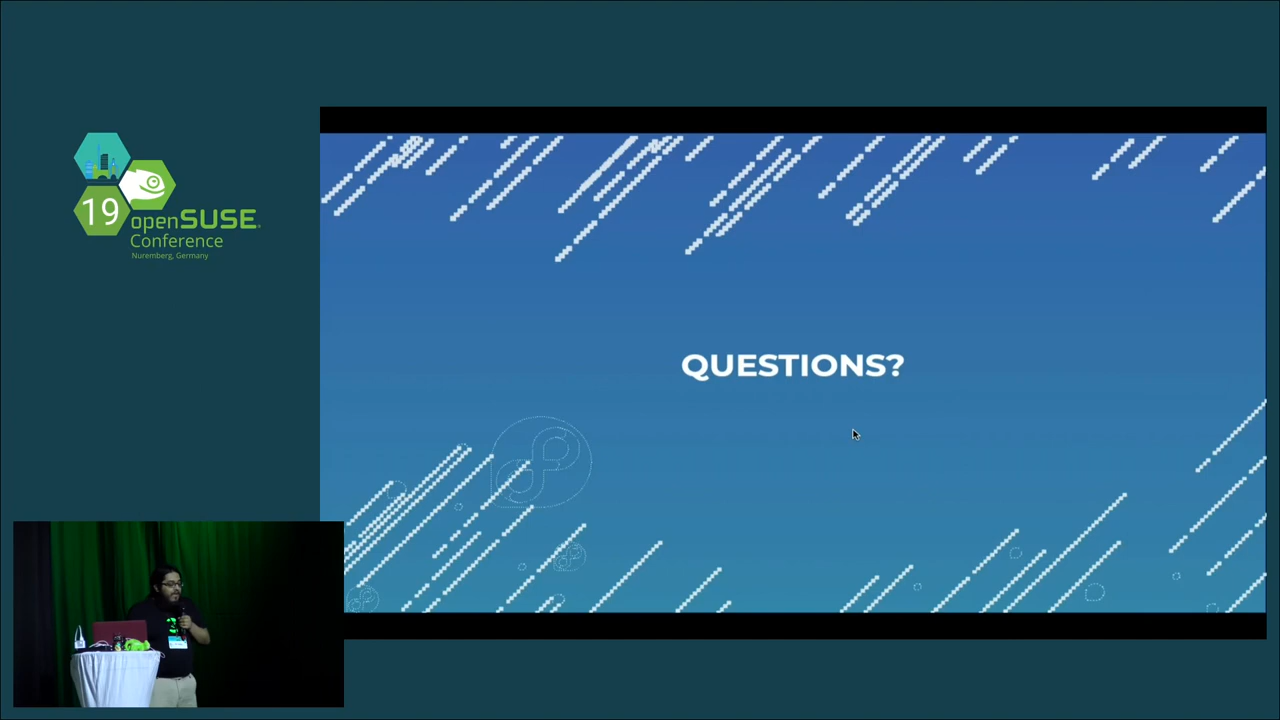 19
openSUSE
Conference
Nuremberg, Germany
QUESTIONS?